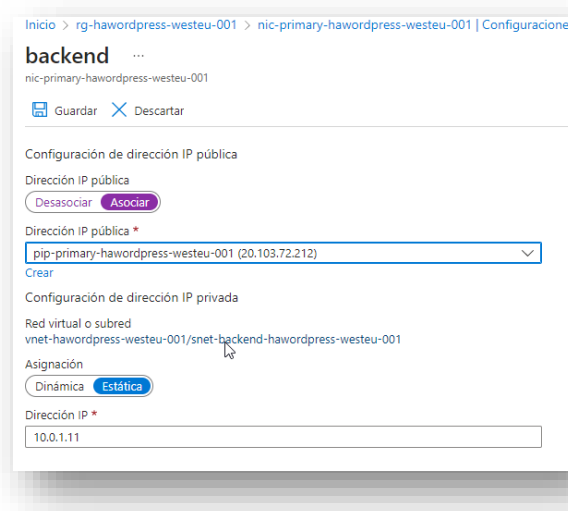 Inicio > rg-hawordpress-westeu-001 > nic-primary-hawordpress-westeu-001 | Configuracione
backend ...
nic-primary-hawordpress-westeu-001
Guardar Descartar
Configuración de dirección IP pública
Dirección IP pública
Desasociar Asociar
Dirección IP pública *
pip-primary-hawordpress-westeu-001 (20.103.72.212)
Crear
Configuración de dirección IP privada
Red virtual o subred
vnet-hawordpress-westeu-001/snet-backend-hawordpress-westeu-001
Asignación
Dinámica Estática
Dirección IP *
10.0.1.11